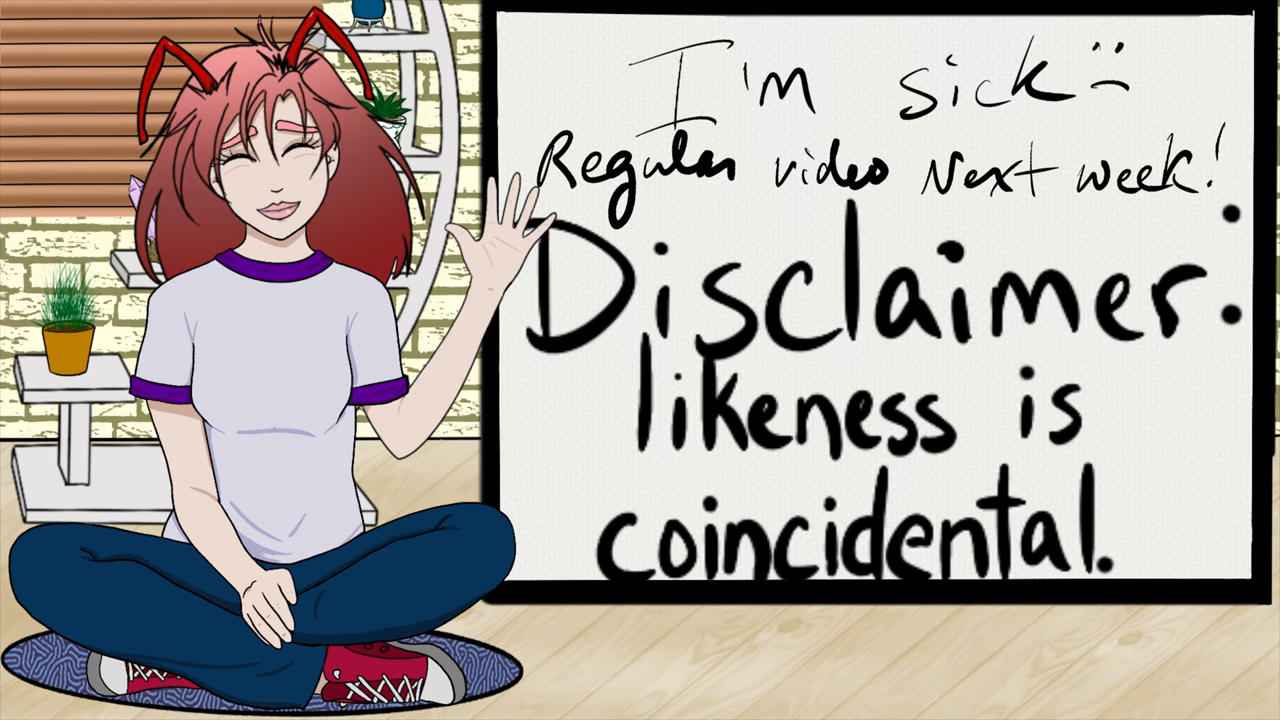 I'm sick :(
Regular video Next week!
Disclaimer:
likeness is
coincidental.